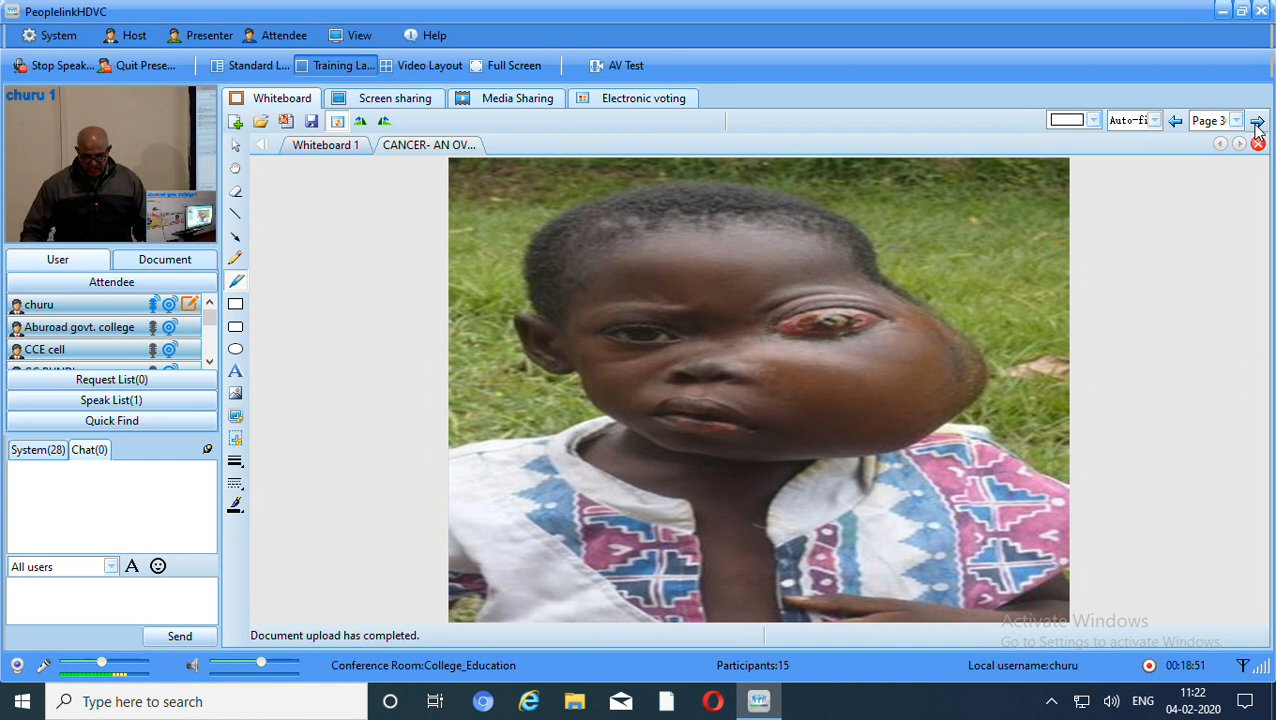 PeoplelinkHDVC
System Host Presenter Attendee View Help
Stop Speak... Quit Prese... Standard L... Training La... Video Layout Full Screen AV Test
churu 1
Whiteboard Screen sharing Media Sharing Electronic voting
Auto-fi Page 3
Whiteboard 1 CANCER- AN OV...
User Document
Attendee
churu
Aburoad govt. college
CCE cell
Request List(0)
Speak List(1)
Quick Find
System(28) Chat(0)
All users A
Send
Document upload has completed.
Activate Windows
Go to Settings to activate Windows.
Conference Room:College_Education Participants:15 Local username:churu 00:18:51
Type here to search
ENG 11:22
04-02-2020